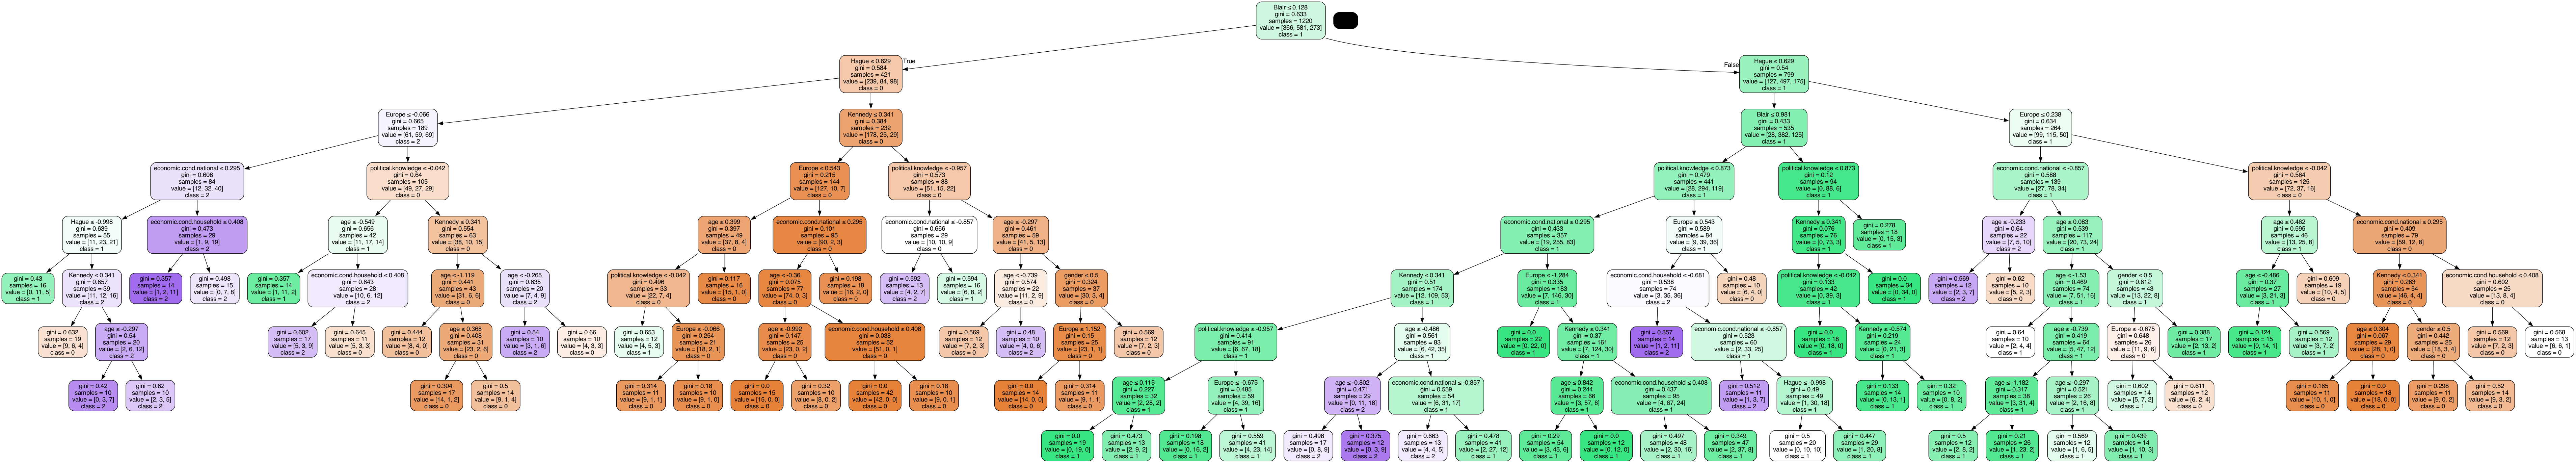 Blair ≤ 0.128
gini = 0.633
samples = 1220
value = [366, 581, 273]
class = 1
True
False
Hague ≤ 0.629
gini = 0.584
samples = 421
value = [239, 84, 98]
class = 0
Hague ≤ 0.629
gini = 0.54
samples = 799
value = [127, 497, 175]
class = 1
Europe ≤ -0.066
gini = 0.665
samples = 189
value = [61, 59, 69]
class = 2
Kennedy ≤ 0.341
gini = 0.384
samples = 232
value = [178, 25, 29]
class = 0
Blair ≤ 0.981
gini = 0.433
samples = 535
value = [28, 382, 125]
class = 1
Europe ≤ 0.238
gini = 0.634
samples = 264
value = [99, 115, 50]
class = 1
economic.cond.national ≤ 0.295
gini = 0.608
samples = 84
value = [12, 32, 40]
class = 2
political.knowledge ≤ -0.042
gini = 0.64
samples = 105
value = [49, 27, 29]
class = 0
Europe ≤ 0.543
gini = 0.215
samples = 144
value = [127, 10, 7]
class = 0
political.knowledge ≤ -0.957
gini = 0.573
samples = 88
value = [51, 15, 22]
class = 0
political.knowledge ≤ 0.873
gini = 0.479
samples = 441
value = [28, 294, 119]
class = 1
political.knowledge ≤ 0.873
gini = 0.12
samples = 94
value = [0, 88, 6]
class = 1
economic.cond.national ≤ -0.857
gini = 0.588
samples = 139
value = [27, 78, 34]
class = 1
political.knowledge ≤ -0.042
gini = 0.564
samples = 125
value = [72, 37, 16]
class = 0
Hague ≤ -0.998
gini = 0.639
samples = 55
value = [11, 23, 21]
class = 1
economic.cond.household ≤ 0.408
gini = 0.473
samples = 29
value = [1, 9, 19]
class = 2
age ≤ -0.549
gini = 0.656
samples = 42
value = [11, 17, 14]
class = 1
Kennedy ≤ 0.341
gini = 0.554
samples = 63
value = [38, 10, 15]
class = 0
age ≤ 0.399
gini = 0.397
samples = 49
value = [37, 8, 4]
class = 0
economic.cond.national ≤ 0.295
gini = 0.101
samples = 95
value = [90, 2, 3]
class = 0
economic.cond.national ≤ -0.857
gini = 0.666
samples = 29
value = [10, 10, 9]
class = 0
age ≤ -0.297
gini = 0.461
samples = 59
value = [41, 5, 13]
class = 0
economic.cond.national ≤ 0.295
gini = 0.433
samples = 357
value = [19, 255, 83]
class = 1
Europe ≤ 0.543
gini = 0.589
samples = 84
value = [9, 39, 36]
class = 1
Kennedy ≤ 0.341
gini = 0.076
samples = 76
value = [0, 73, 3]
class = 1
gini = 0.278
samples = 18
value = [0, 15, 3]
class = 1
age ≤ -0.233
gini = 0.64
samples = 22
value = [7, 5, 10]
class = 2
age ≤ 0.083
gini = 0.539
samples = 117
value = [20, 73, 24]
class = 1
age ≤ 0.462
gini = 0.595
samples = 46
value = [13, 25, 8]
class = 1
economic.cond.national ≤ 0.295
gini = 0.409
samples = 79
value = [59, 12, 8]
class = 0
gini = 0.43
samples = 16
value = [0, 11, 5]
class = 1
Kennedy ≤ 0.341
gini = 0.657
samples = 39
value = [11, 12, 16]
class = 2
gini = 0.357
samples = 14
value = [1, 2, 11]
class = 2
gini = 0.498
samples = 15
value = [0, 7, 8]
class = 2
gini = 0.357
samples = 14
value = [1, 11, 2]
class = 1
economic.cond.household ≤ 0.408
gini = 0.643
samples = 39
value = [10, 6, 12]
class = 2
age ≤ -1.119
gini = 0.441
samples = 43
value = [31, 6, 6]
class = 0
age ≤ -0.265
gini = 0.635
samples = 20
value = [7, 4, 9]
class = 2
political.knowledge ≤ -0.042
gini = 0.496
samples = 33
value = [22, 7, 4]
class = 0
gini = 0.117
samples = 16
value = [15, 1, 0]
class = 0
age ≤ -0.36
gini = 0.075
samples = 77
value = [74, 0, 3]
class = 0
gini = 0.198
samples = 18
value = [16, 2, 0]
class = 0
gini = 0.592
samples = 13
value = [4, 2, 7]
class = 2
gini = 0.594
samples = 16
value = [6, 8, 2]
class = 1
age ≤ -0.739
gini = 0.574
samples = 22
value = [11, 2, 9]
class = 0
gender ≤ 0.5
gini = 0.324
samples = 37
value = [30, 3, 4]
class = 0
Kennedy ≤ 0.341
gini = 0.51
samples = 174
value = [12, 109, 53]
class = 1
Europe ≤ -1.284
gini = 0.335
samples = 183
value = [7, 146, 30]
class = 1
economic.cond.household ≤ -0.681
gini = 0.538
samples = 74
value = [3, 35, 36]
class = 2
gini = 0.48
samples = 10
value = [6, 4, 0]
class = 0
political.knowledge ≤ -0.042
gini = 0.133
samples = 42
value = [0, 39, 3]
class = 1
gini = 0.0
samples = 34
value = [0, 34, 0]
class = 1
gini = 0.569
samples = 12
value = [2, 3, 7]
class = 2
gini = 0.62
samples = 10
value = [5, 2, 3]
class = 0
age ≤ -1.53
gini = 0.469
samples = 74
value = [7, 51, 16]
class = 1
gender ≤ 0.5
gini = 0.612
samples = 43
value = [13, 22, 8]
class = 1
age ≤ -0.486
gini = 0.37
samples = 27
value = [3, 21, 3]
class = 1
gini = 0.609
samples = 19
value = [10, 4, 5]
class = 0
Kennedy ≤ 0.341
gini = 0.263
samples = 54
value = [46, 4, 4]
class = 0
economic.cond.household ≤ 0.408
gini = 0.602
samples = 25
value = [13, 8, 4]
class = 0
gini = 0.632
samples = 19
value = [9, 6, 4]
class = 0
age ≤ -0.297
gini = 0.54
samples = 20
value = [2, 6, 12]
class = 2
gini = 0.602
samples = 17
value = [5, 3, 9]
class = 2
gini = 0.645
samples = 11
value = [5, 3, 3]
class = 0
gini = 0.444
samples = 12
value = [8, 4, 0]
class = 0
age ≤ 0.368
gini = 0.408
samples = 31
value = [23, 2, 6]
class = 0
gini = 0.54
samples = 10
value = [3, 1, 6]
class = 2
gini = 0.66
samples = 10
value = [4, 3, 3]
class = 0
gini = 0.653
samples = 12
value = [4, 5, 3]
class = 1
Europe ≤ -0.066
gini = 0.254
samples = 21
value = [18, 2, 1]
class = 0
age ≤ -0.992
gini = 0.147
samples = 25
value = [23, 0, 2]
class = 0
economic.cond.household ≤ 0.408
gini = 0.038
samples = 52
value = [51, 0, 1]
class = 0
gini = 0.569
samples = 12
value = [7, 2, 3]
class = 0
gini = 0.48
samples = 10
value = [4, 0, 6]
class = 2
Europe ≤ 1.152
gini = 0.15
samples = 25
value = [23, 1, 1]
class = 0
gini = 0.569
samples = 12
value = [7, 2, 3]
class = 0
political.knowledge ≤ -0.957
gini = 0.414
samples = 91
value = [6, 67, 18]
class = 1
age ≤ -0.486
gini = 0.561
samples = 83
value = [6, 42, 35]
class = 1
gini = 0.0
samples = 22
value = [0, 22, 0]
class = 1
Kennedy ≤ 0.341
gini = 0.37
samples = 161
value = [7, 124, 30]
class = 1
gini = 0.357
samples = 14
value = [1, 2, 11]
class = 2
economic.cond.national ≤ -0.857
gini = 0.523
samples = 60
value = [2, 33, 25]
class = 1
gini = 0.0
samples = 18
value = [0, 18, 0]
class = 1
Kennedy ≤ -0.574
gini = 0.219
samples = 24
value = [0, 21, 3]
class = 1
gini = 0.64
samples = 10
value = [2, 4, 4]
class = 1
age ≤ -0.739
gini = 0.419
samples = 64
value = [5, 47, 12]
class = 1
Europe ≤ -0.675
gini = 0.648
samples = 26
value = [11, 9, 6]
class = 0
gini = 0.388
samples = 17
value = [2, 13, 2]
class = 1
gini = 0.124
samples = 15
value = [0, 14, 1]
class = 1
gini = 0.569
samples = 12
value = [3, 7, 2]
class = 1
age ≤ 0.304
gini = 0.067
samples = 29
value = [28, 1, 0]
class = 0
gender ≤ 0.5
gini = 0.442
samples = 25
value = [18, 3, 4]
class = 0
gini = 0.569
samples = 12
value = [7, 2, 3]
class = 0
gini = 0.568
samples = 13
value = [6, 6, 1]
class = 0
gini = 0.42
samples = 10
value = [0, 3, 7]
class = 2
gini = 0.62
samples = 10
value = [2, 3, 5]
class = 2
gini = 0.304
samples = 17
value = [14, 1, 2]
class = 0
gini = 0.5
samples = 14
value = [9, 1, 4]
class = 0
gini = 0.314
samples = 11
value = [9, 1, 1]
class = 0
gini = 0.18
samples = 10
value = [9, 1, 0]
class = 0
gini = 0.0
samples = 15
value = [15, 0, 0]
class = 0
gini = 0.32
samples = 10
value = [8, 0, 2]
class = 0
gini = 0.0
samples = 42
value = [42, 0, 0]
class = 0
gini = 0.18
samples = 10
value = [9, 0, 1]
class = 0
gini = 0.0
samples = 14
value = [14, 0, 0]
class = 0
gini = 0.314
samples = 11
value = [9, 1, 1]
class = 0
age ≤ 0.115
gini = 0.227
samples = 32
value = [2, 28, 2]
class = 1
Europe ≤ -0.675
gini = 0.485
samples = 59
value = [4, 39, 16]
class = 1
age ≤ -0.802
gini = 0.471
samples = 29
value = [0, 11, 18]
class = 2
economic.cond.national ≤ -0.857
gini = 0.559
samples = 54
value = [6, 31, 17]
class = 1
age ≤ 0.842
gini = 0.244
samples = 66
value = [3, 57, 6]
class = 1
economic.cond.household ≤ 0.408
gini = 0.437
samples = 95
value = [4, 67, 24]
class = 1
gini = 0.512
samples = 11
value = [1, 3, 7]
class = 2
Hague ≤ -0.998
gini = 0.49
samples = 49
value = [1, 30, 18]
class = 1
gini = 0.133
samples = 14
value = [0, 13, 1]
class = 1
gini = 0.32
samples = 10
value = [0, 8, 2]
class = 1
age ≤ -1.182
gini = 0.317
samples = 38
value = [3, 31, 4]
class = 1
age ≤ -0.297
gini = 0.521
samples = 26
value = [2, 16, 8]
class = 1
gini = 0.602
samples = 14
value = [5, 7, 2]
class = 1
gini = 0.611
samples = 12
value = [6, 2, 4]
class = 0
gini = 0.165
samples = 11
value = [10, 1, 0]
class = 0
gini = 0.0
samples = 18
value = [18, 0, 0]
class = 0
gini = 0.298
samples = 11
value = [9, 0, 2]
class = 0
gini = 0.52
samples = 14
value = [9, 3, 2]
class = 0
gini = 0.0
samples = 19
value = [0, 19, 0]
class = 1
gini = 0.473
samples = 13
value = [2, 9, 2]
class = 1
gini = 0.198
samples = 18
value = [0, 16, 2]
class = 1
gini = 0.559
samples = 41
value = [4, 23, 14]
class = 1
gini = 0.498
samples = 17
value = [0, 8, 9]
class = 2
gini = 0.375
samples = 12
value = [0, 3, 9]
class = 2
gini = 0.663
samples = 13
value = [4, 4, 5]
class = 2
gini = 0.478
samples = 41
value = [2, 27, 12]
class = 1
gini = 0.29
samples = 54
value = [3, 45, 6]
class = 1
gini = 0.0
samples = 12
value = [0, 12, 0]
class = 1
gini = 0.497
samples = 48
value = [2, 30, 16]
class = 1
gini = 0.349
samples = 47
value = [2, 37, 8]
class = 1
gini = 0.5
samples = 20
value = [0, 10, 10]
class = 1
gini = 0.447
samples = 29
value = [1, 20, 8]
class = 1
gini = 0.5
samples = 12
value = [2, 8, 2]
class = 1
gini = 0.21
samples = 26
value = [1, 23, 2]
class = 1
gini = 0.569
samples = 12
value = [1, 6, 5]
class = 1
gini = 0.439
samples = 14
value = [1, 10, 3]
class = 1